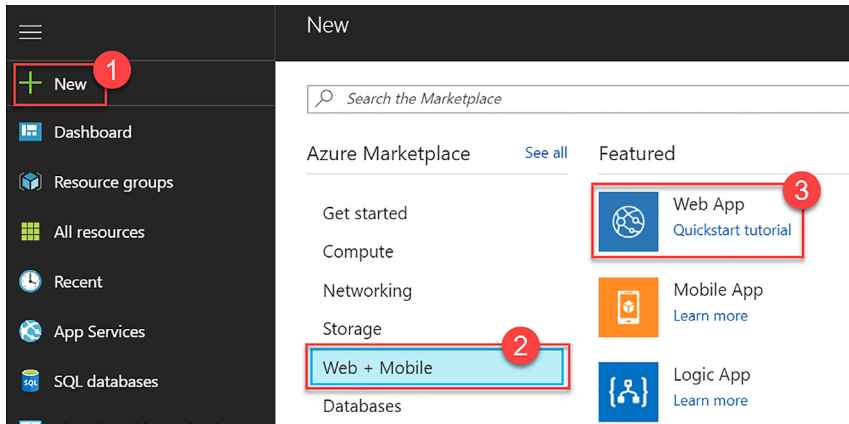 New
1
New
Dashboard
Resource groups
All resources
Recent
App Services
SQL
SQL databases
Search the Marketplace
Azure Marketplace
See all
Get started
Compute
Networking
Storage
2
Web + Mobile
Databases
Featured
3
Web App
Quickstart tutorial
Mobile App
Learn more
Logic App
Learn more